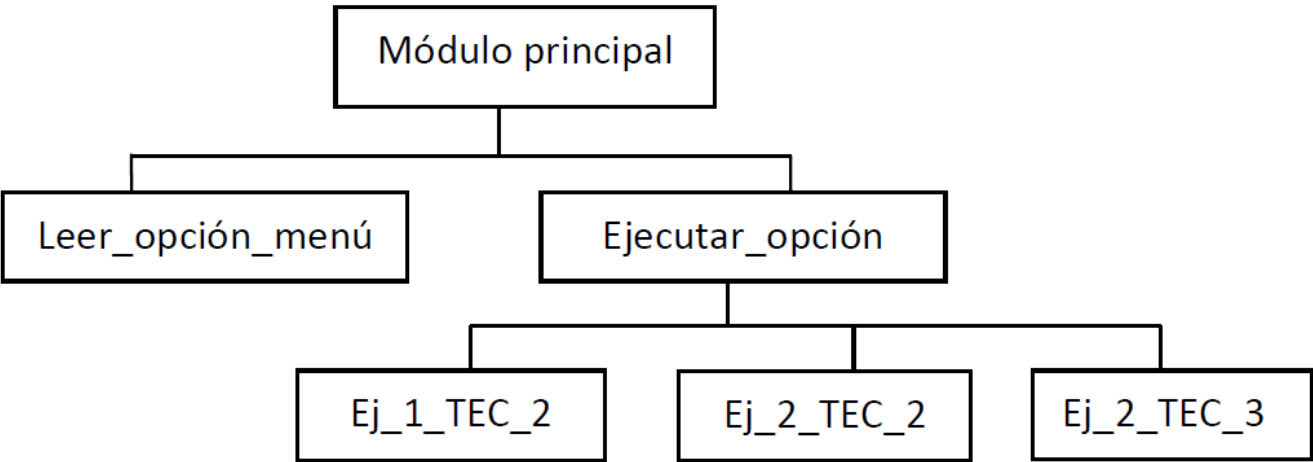 Módulo principal
Leer_opción_menú
Ejecutar_opción
Ej_1_TEC_2
Ej_2_TEC_2
Ej_2_TEC_3